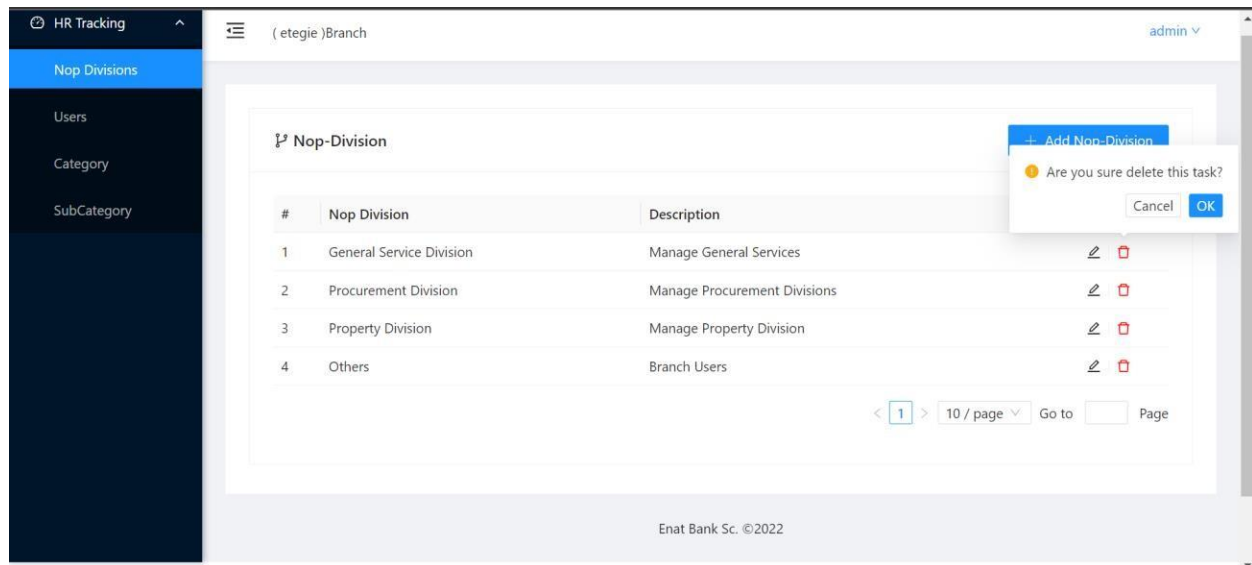 HR Tracking
Nop Divisions
Users
Category
SubCategory
( etegie )Branch
admin
Nop-Division
+ Add Nop-Division
Are you sure delete this task?
Cancel OK
# Nop Division Description
1 General Service Division Manage General Services
2 Procurement Division Manage Procurement Divisions
3 Property Division Manage Property Division
4 Others Branch Users
< 1 > 10 / page Go to Page
Enat Bank Sc. ©2022